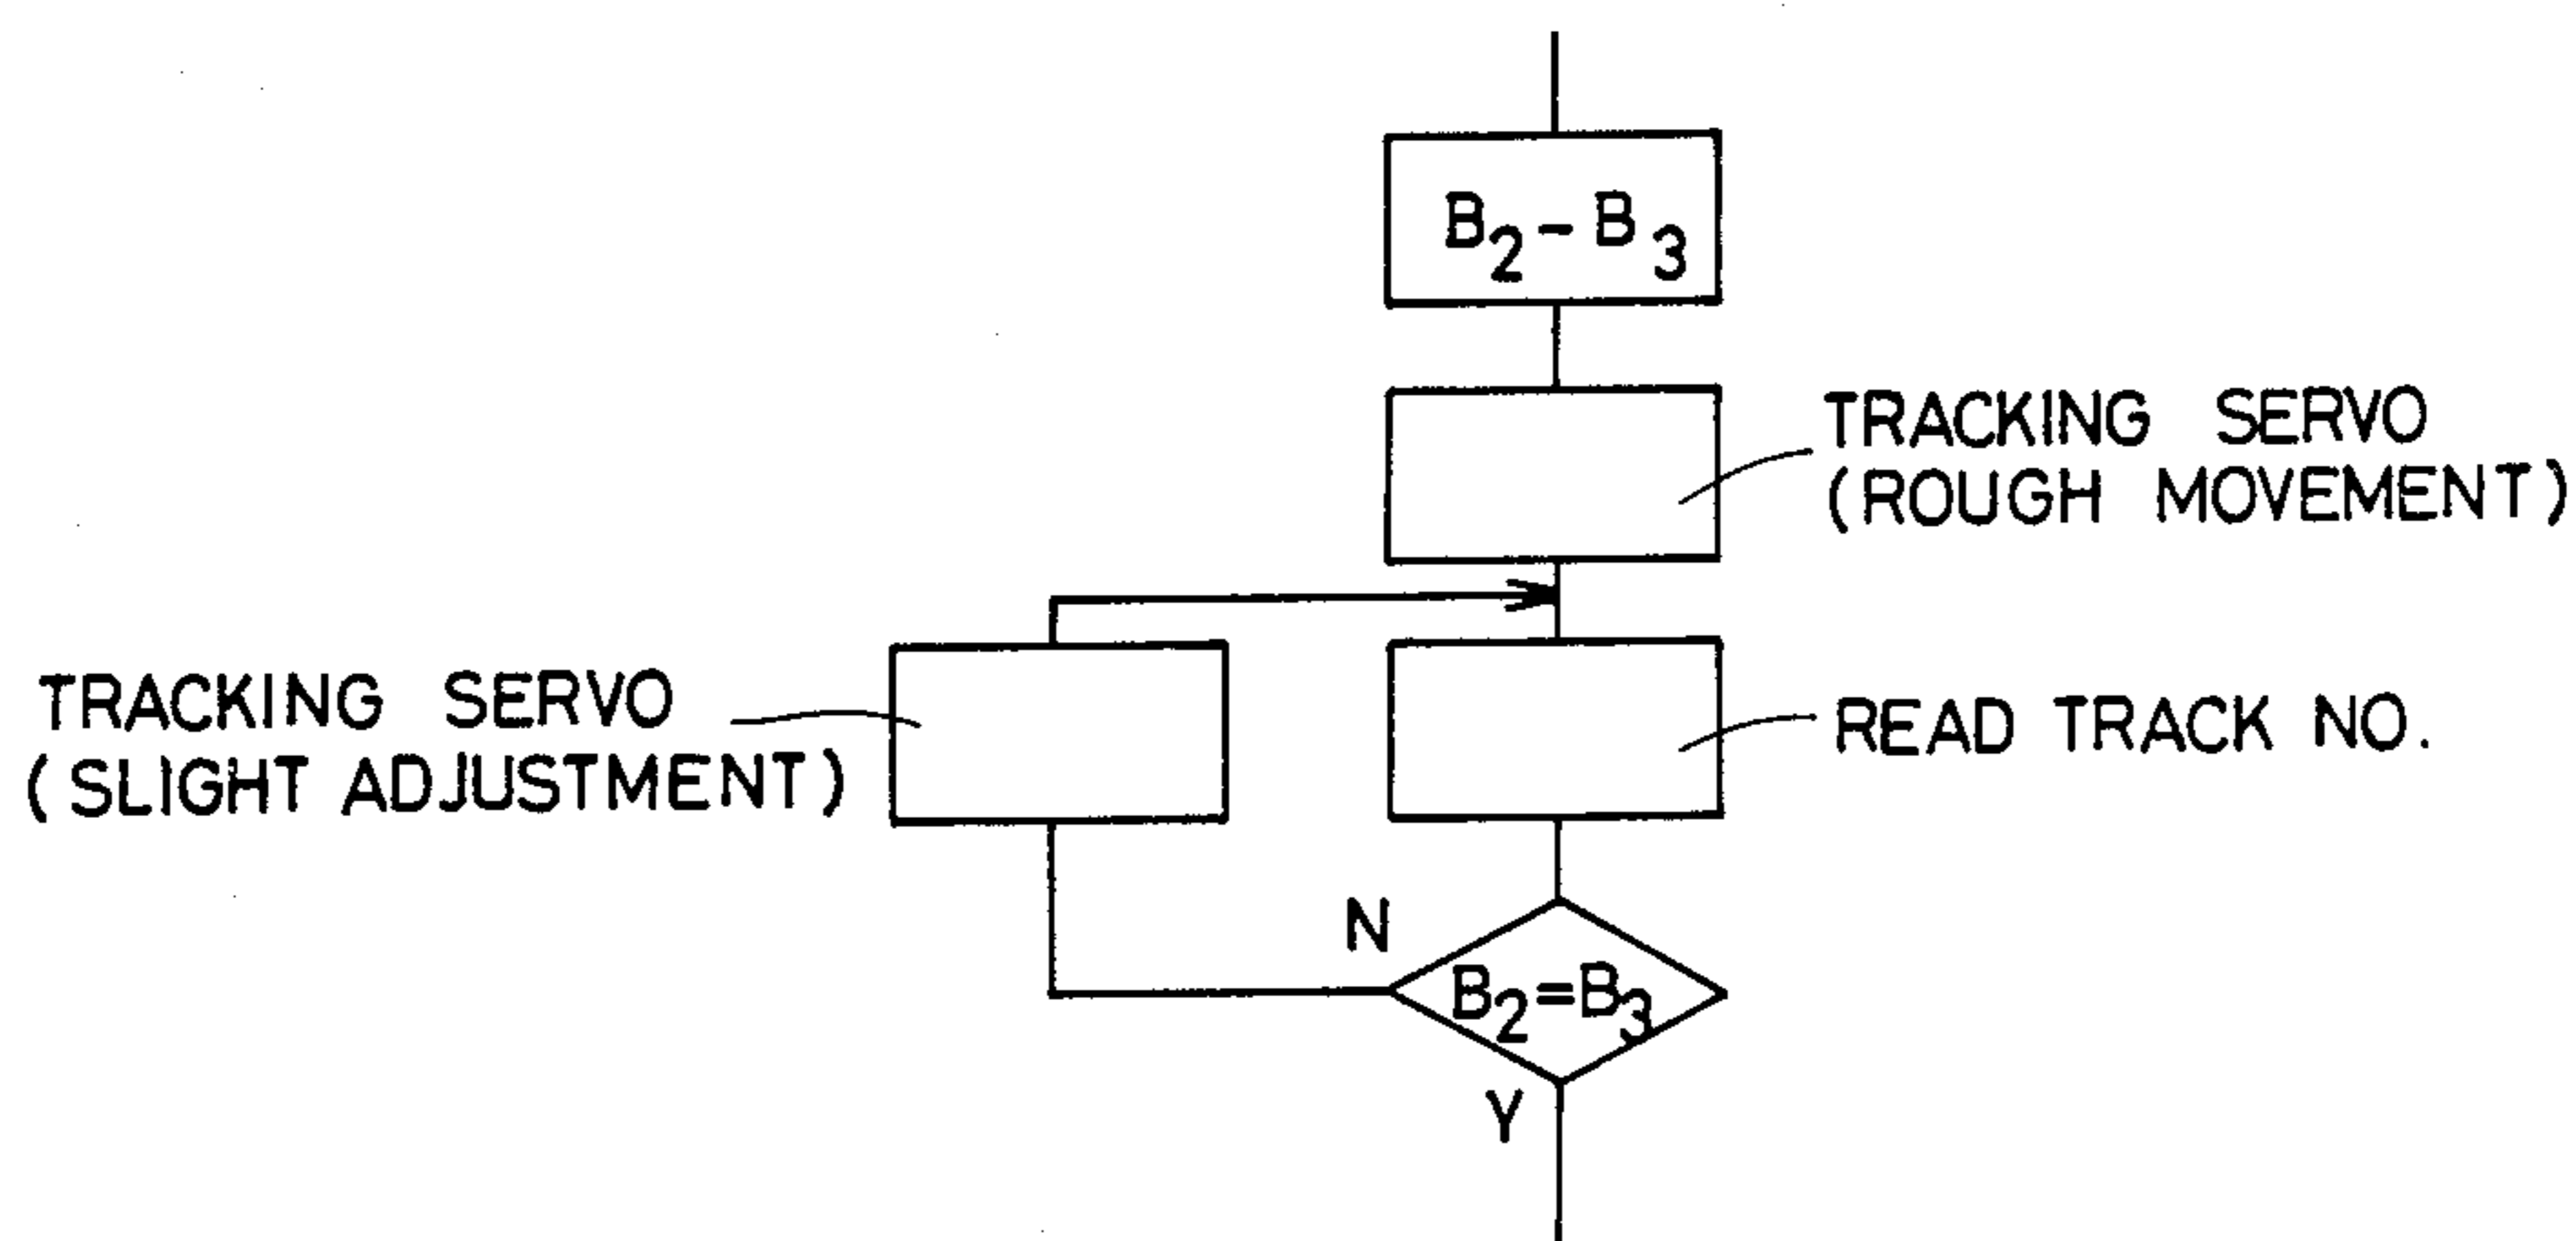 B₂ - B₃
TRACKING SERVO
(ROUGH MOVEMENT)
TRACKING SERVO
(SLIGHT ADJUSTMENT)
READ TRACK NO.
N
B₂=B₃
Y